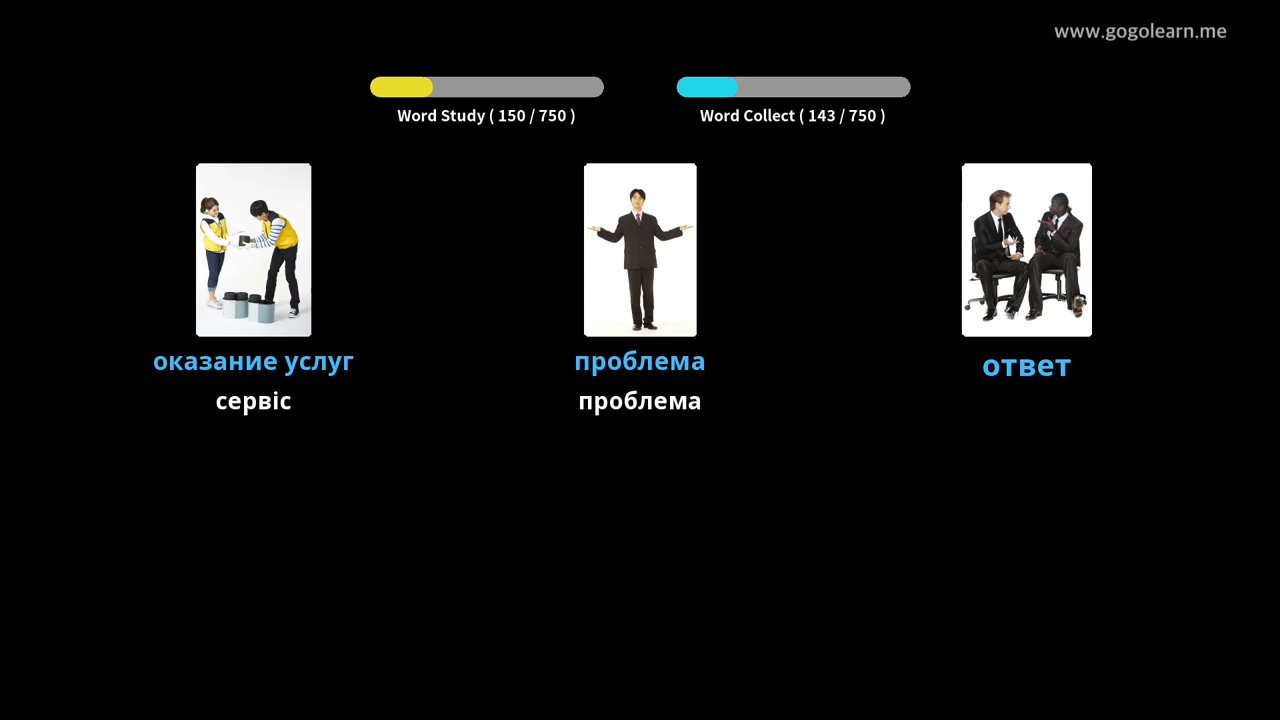 www.gogolearn.me
Word Study ( 150 / 750 )
Word Collect ( 143 / 750 )
оказание услуг
проблема
ответ
сервіс
проблема